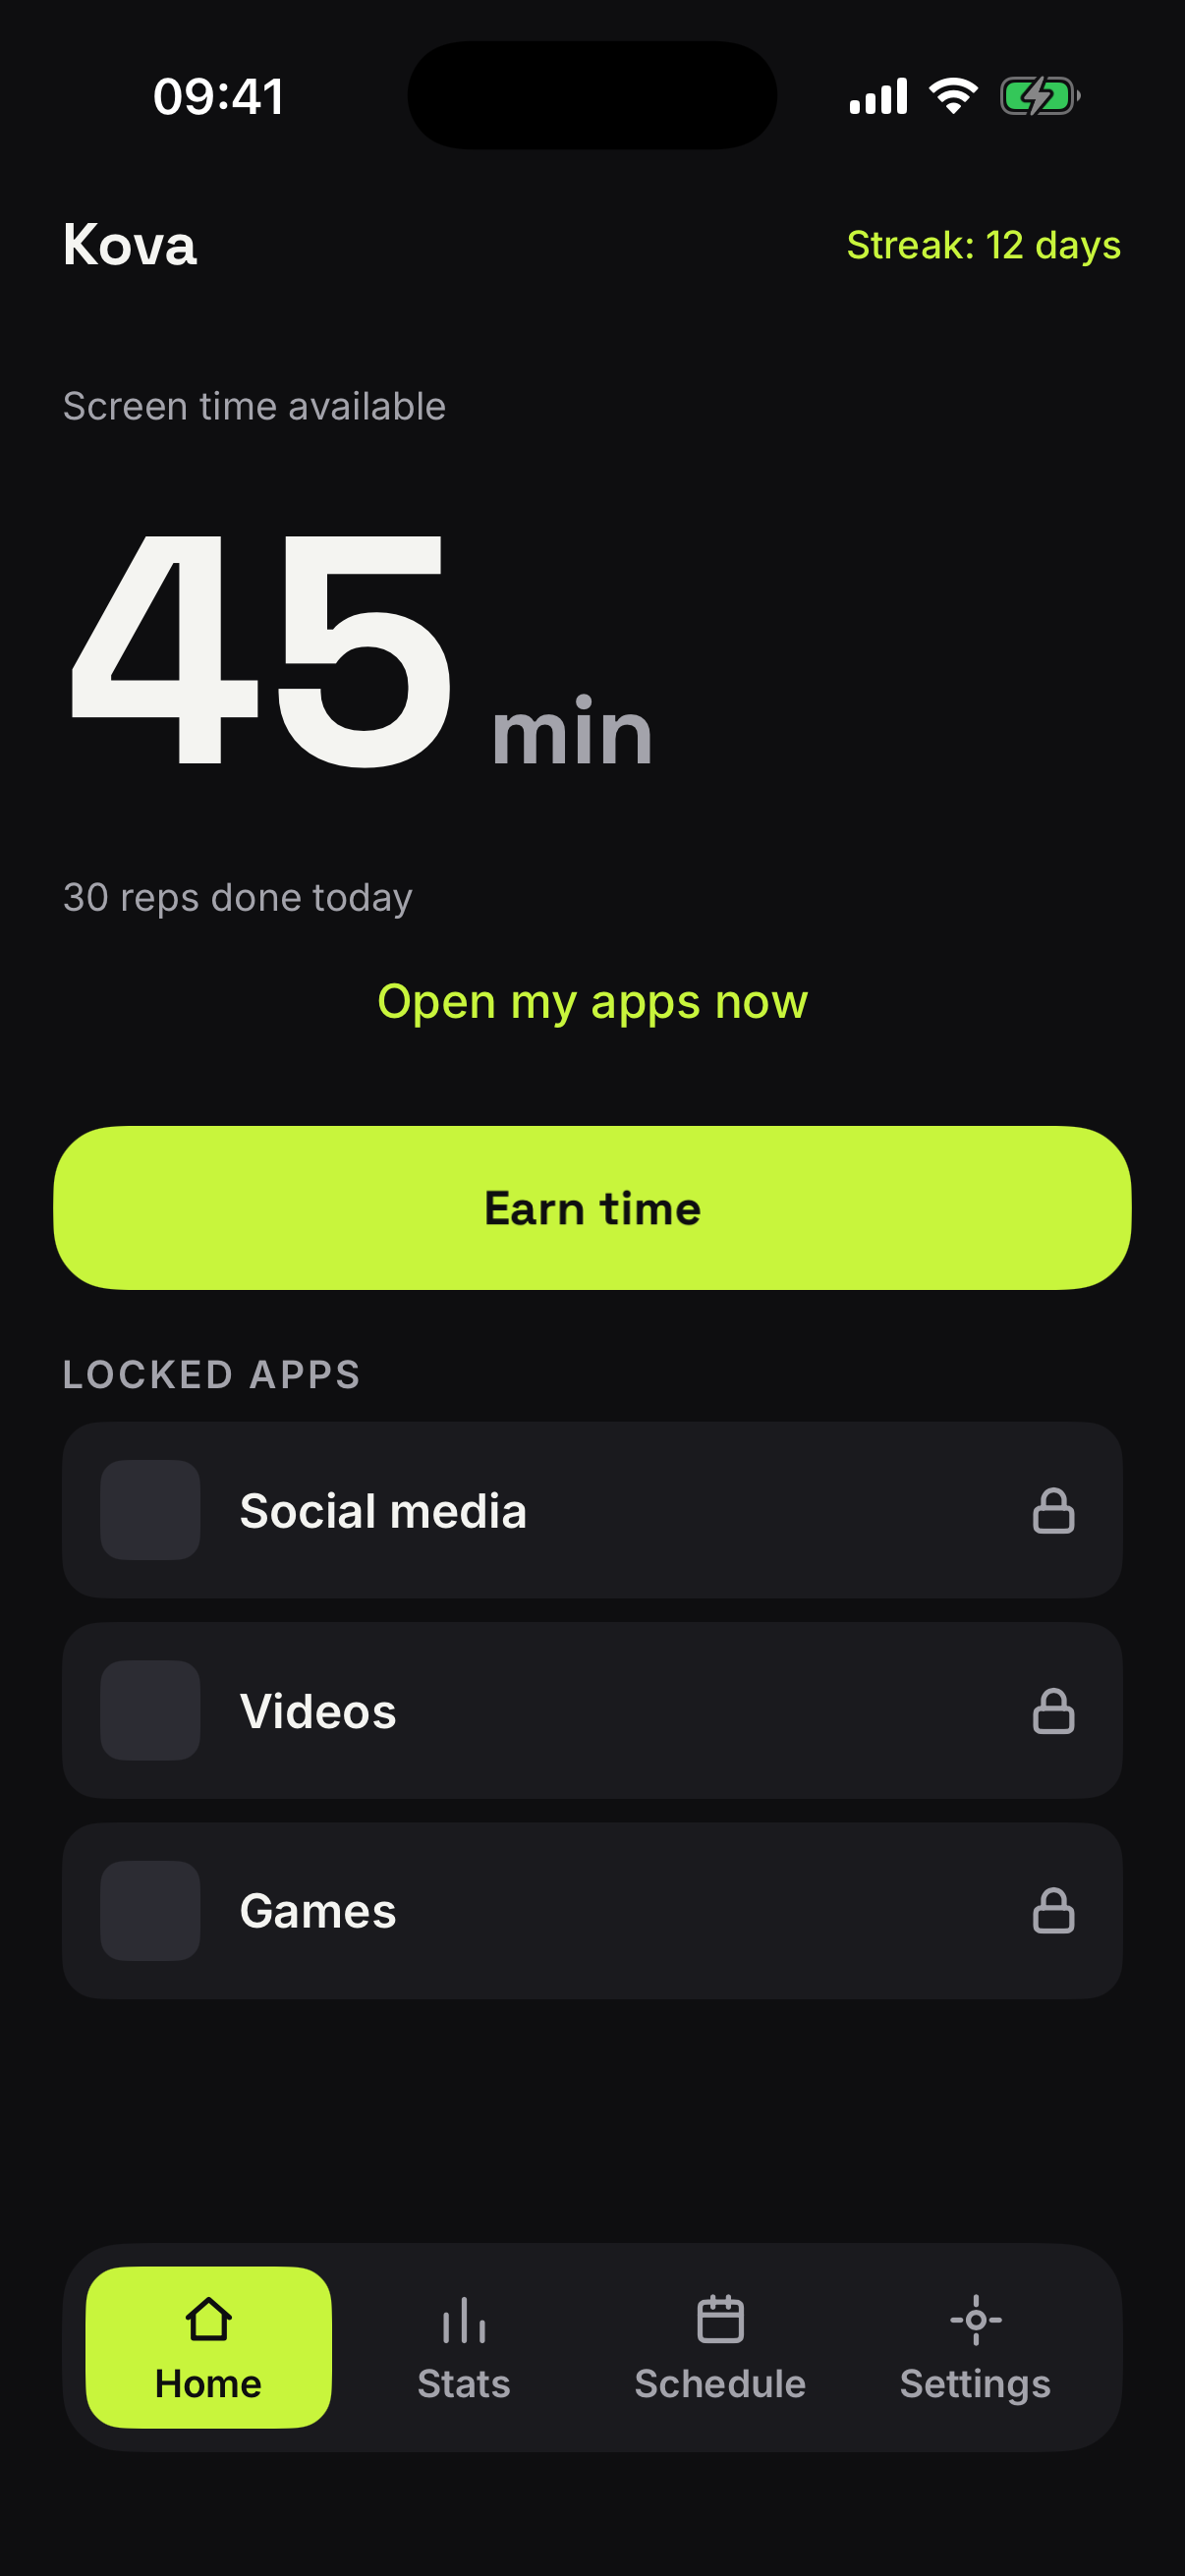 09:41
Kova
Streak: 12 days
Screen time available
45 min
30 reps done today
Open my apps now
Earn time
LOCKED APPS
Social media
Videos
Games
Home
Stats
Schedule
Settings